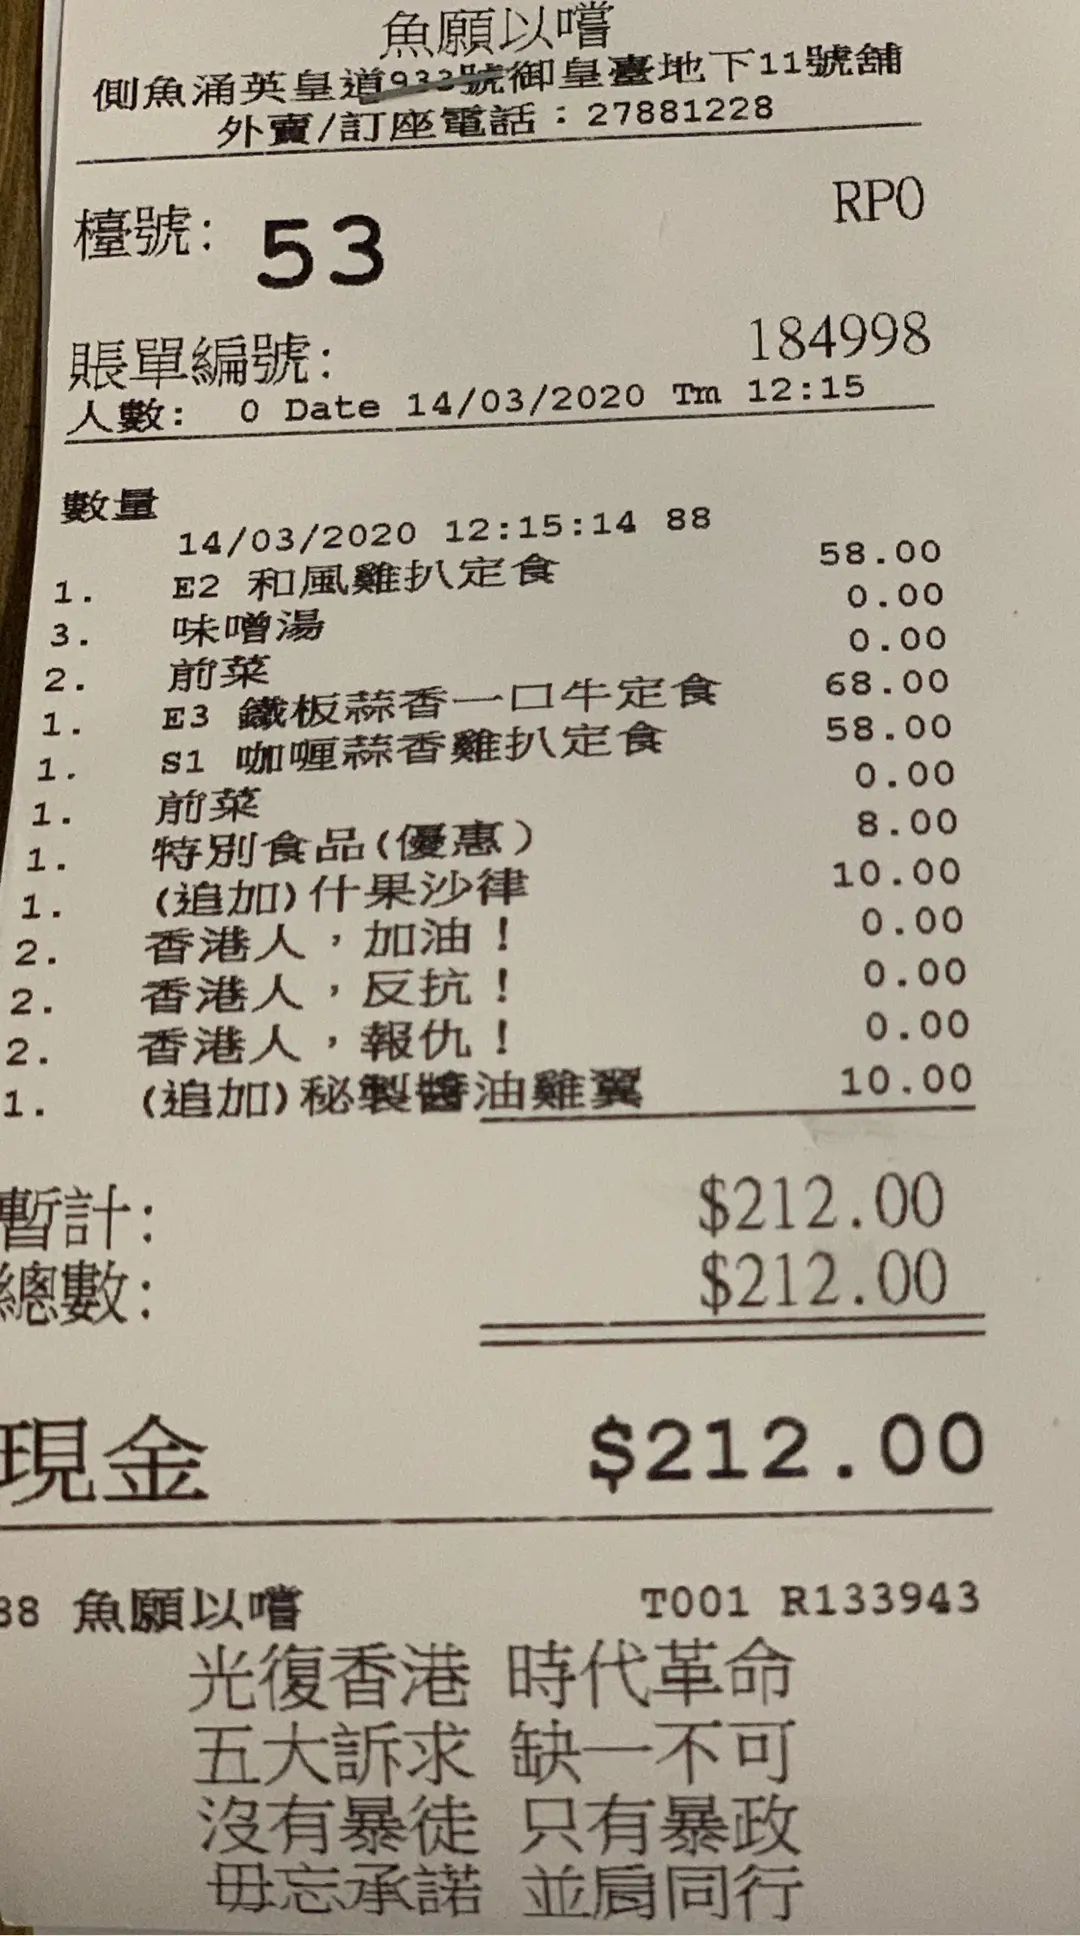 魚願以嚐
側魚涌英皇道933號御皇臺地下11號舖
外賣/訂座電話：27881228
檯號: 53 RPO
賬單編號: 184998
人數: 0 Date 14/03/2020 Tm 12:15
數量
14/03/2020 12:15:14 88
1. E2 和風雞扒定食 58.00
3. 味噌湯 0.00
2. 前菜 0.00
1. E3 鐵板蒜香一口牛定食 68.00
1. S1 咖喱蒜香雞扒定食 58.00
1. 前菜 0.00
1. 特別食品(優惠) 8.00
1. (追加)什果沙律 10.00
2. 香港人，加油！ 0.00
2. 香港人，反抗！ 0.00
2. 香港人，報仇！ 0.00
1. (追加)秘製醬油雞翼 10.00
暫計: $212.00
總數: $212.00
現金 $212.00
88 魚願以嚐 T001 R133943
光復香港 時代革命
五大訴求 缺一不可
沒有暴徒 只有暴政
毋忘承諾 並肩同行